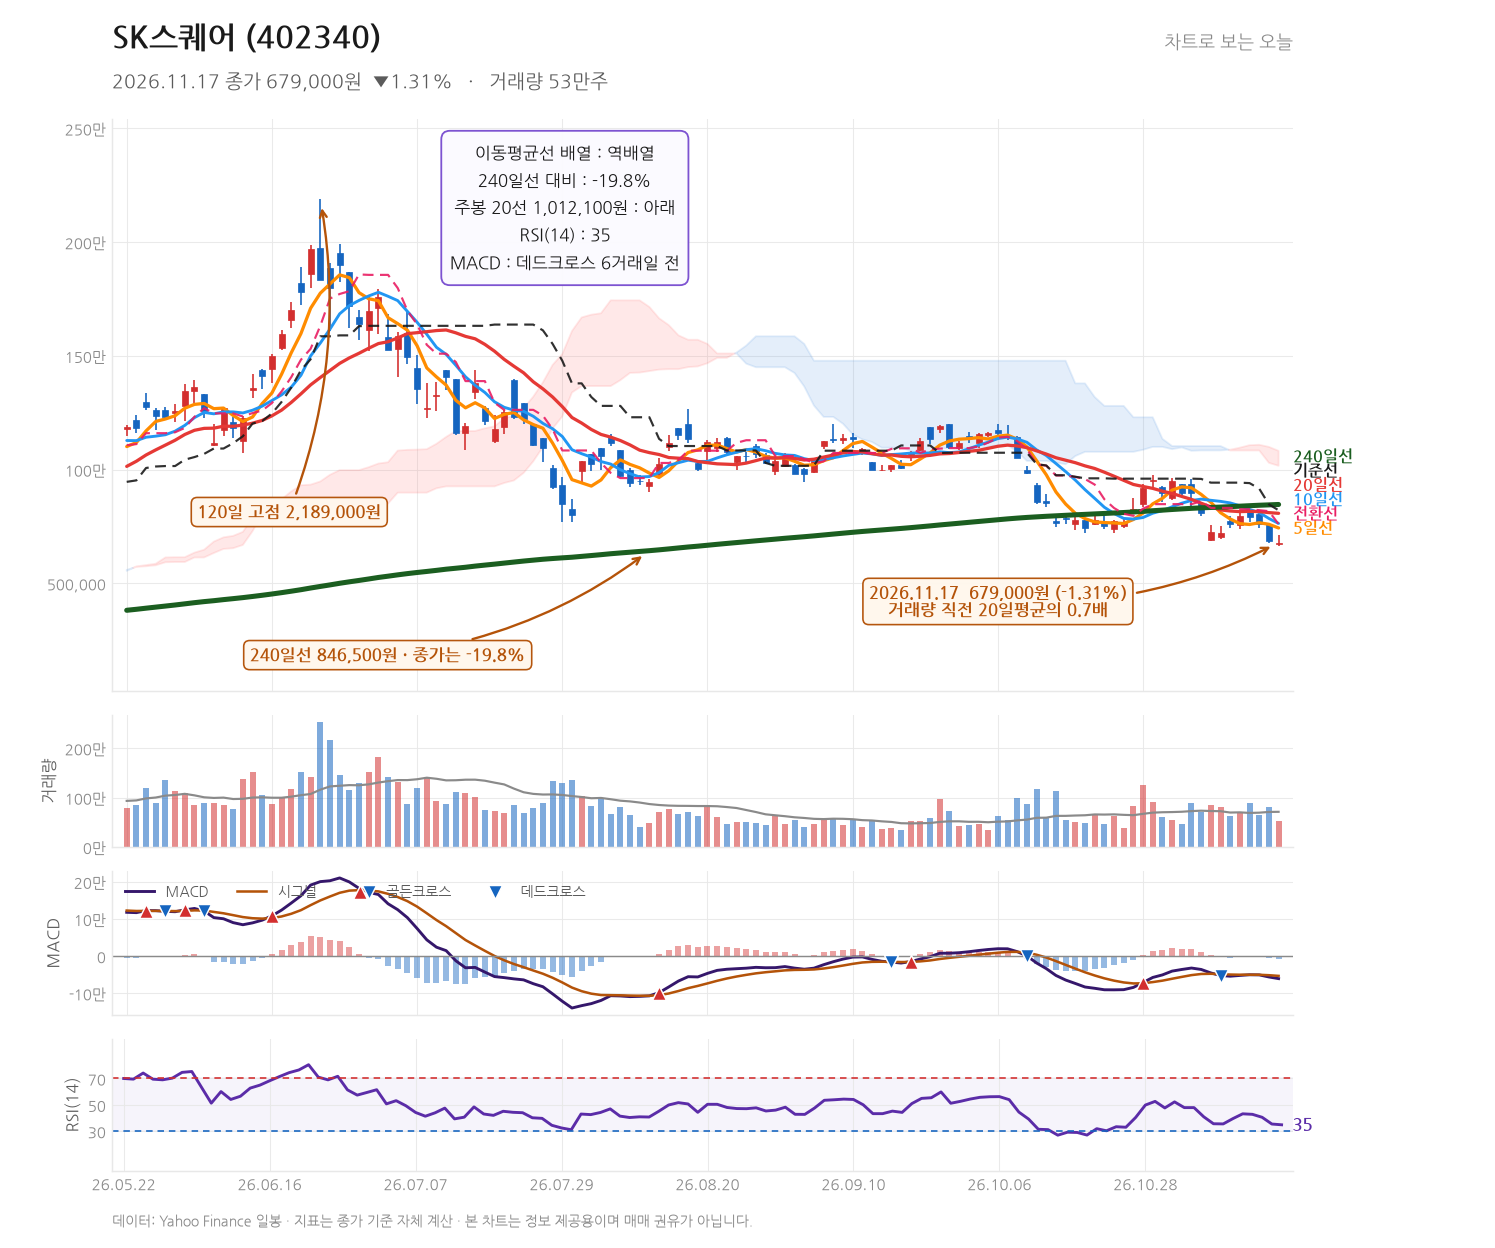 SK스퀘어 (402340)
차트로 보는 오늘
2026.11.17 종가 679,000원 ▼1.31% · 거래량 53만주
250만
200만
150만
100만
500,000
이동평균선 배열 : 역배열
240일선 대비 : -19.8%
주봉 20선 1,012,100원 : 아래
RSI(14) : 35
MACD : 데드크로스 6거래일 전
120일 고점 2,189,000원
240일선 846,500원 · 종가는 -19.8%
2026.11.17 679,000원 (-1.31%)
거래량 직전 20일평균의 0.7배
240일선
기준선
20일선
10일선
전환선
5일선
거래량
200만
100만
0만
MACD
20만
10만
0
-10만
MACD
시그널
골든크로스
데드크로스
RSI(14)
70
50
30
35
26.05.22
26.06.16
26.07.07
26.07.29
26.08.20
26.09.10
26.10.06
26.10.28
데이터: Yahoo Finance 일봉 · 지표는 종가 기준 자체 계산 · 본 차트는 정보 제공용이며 매매 권유가 아닙니다.